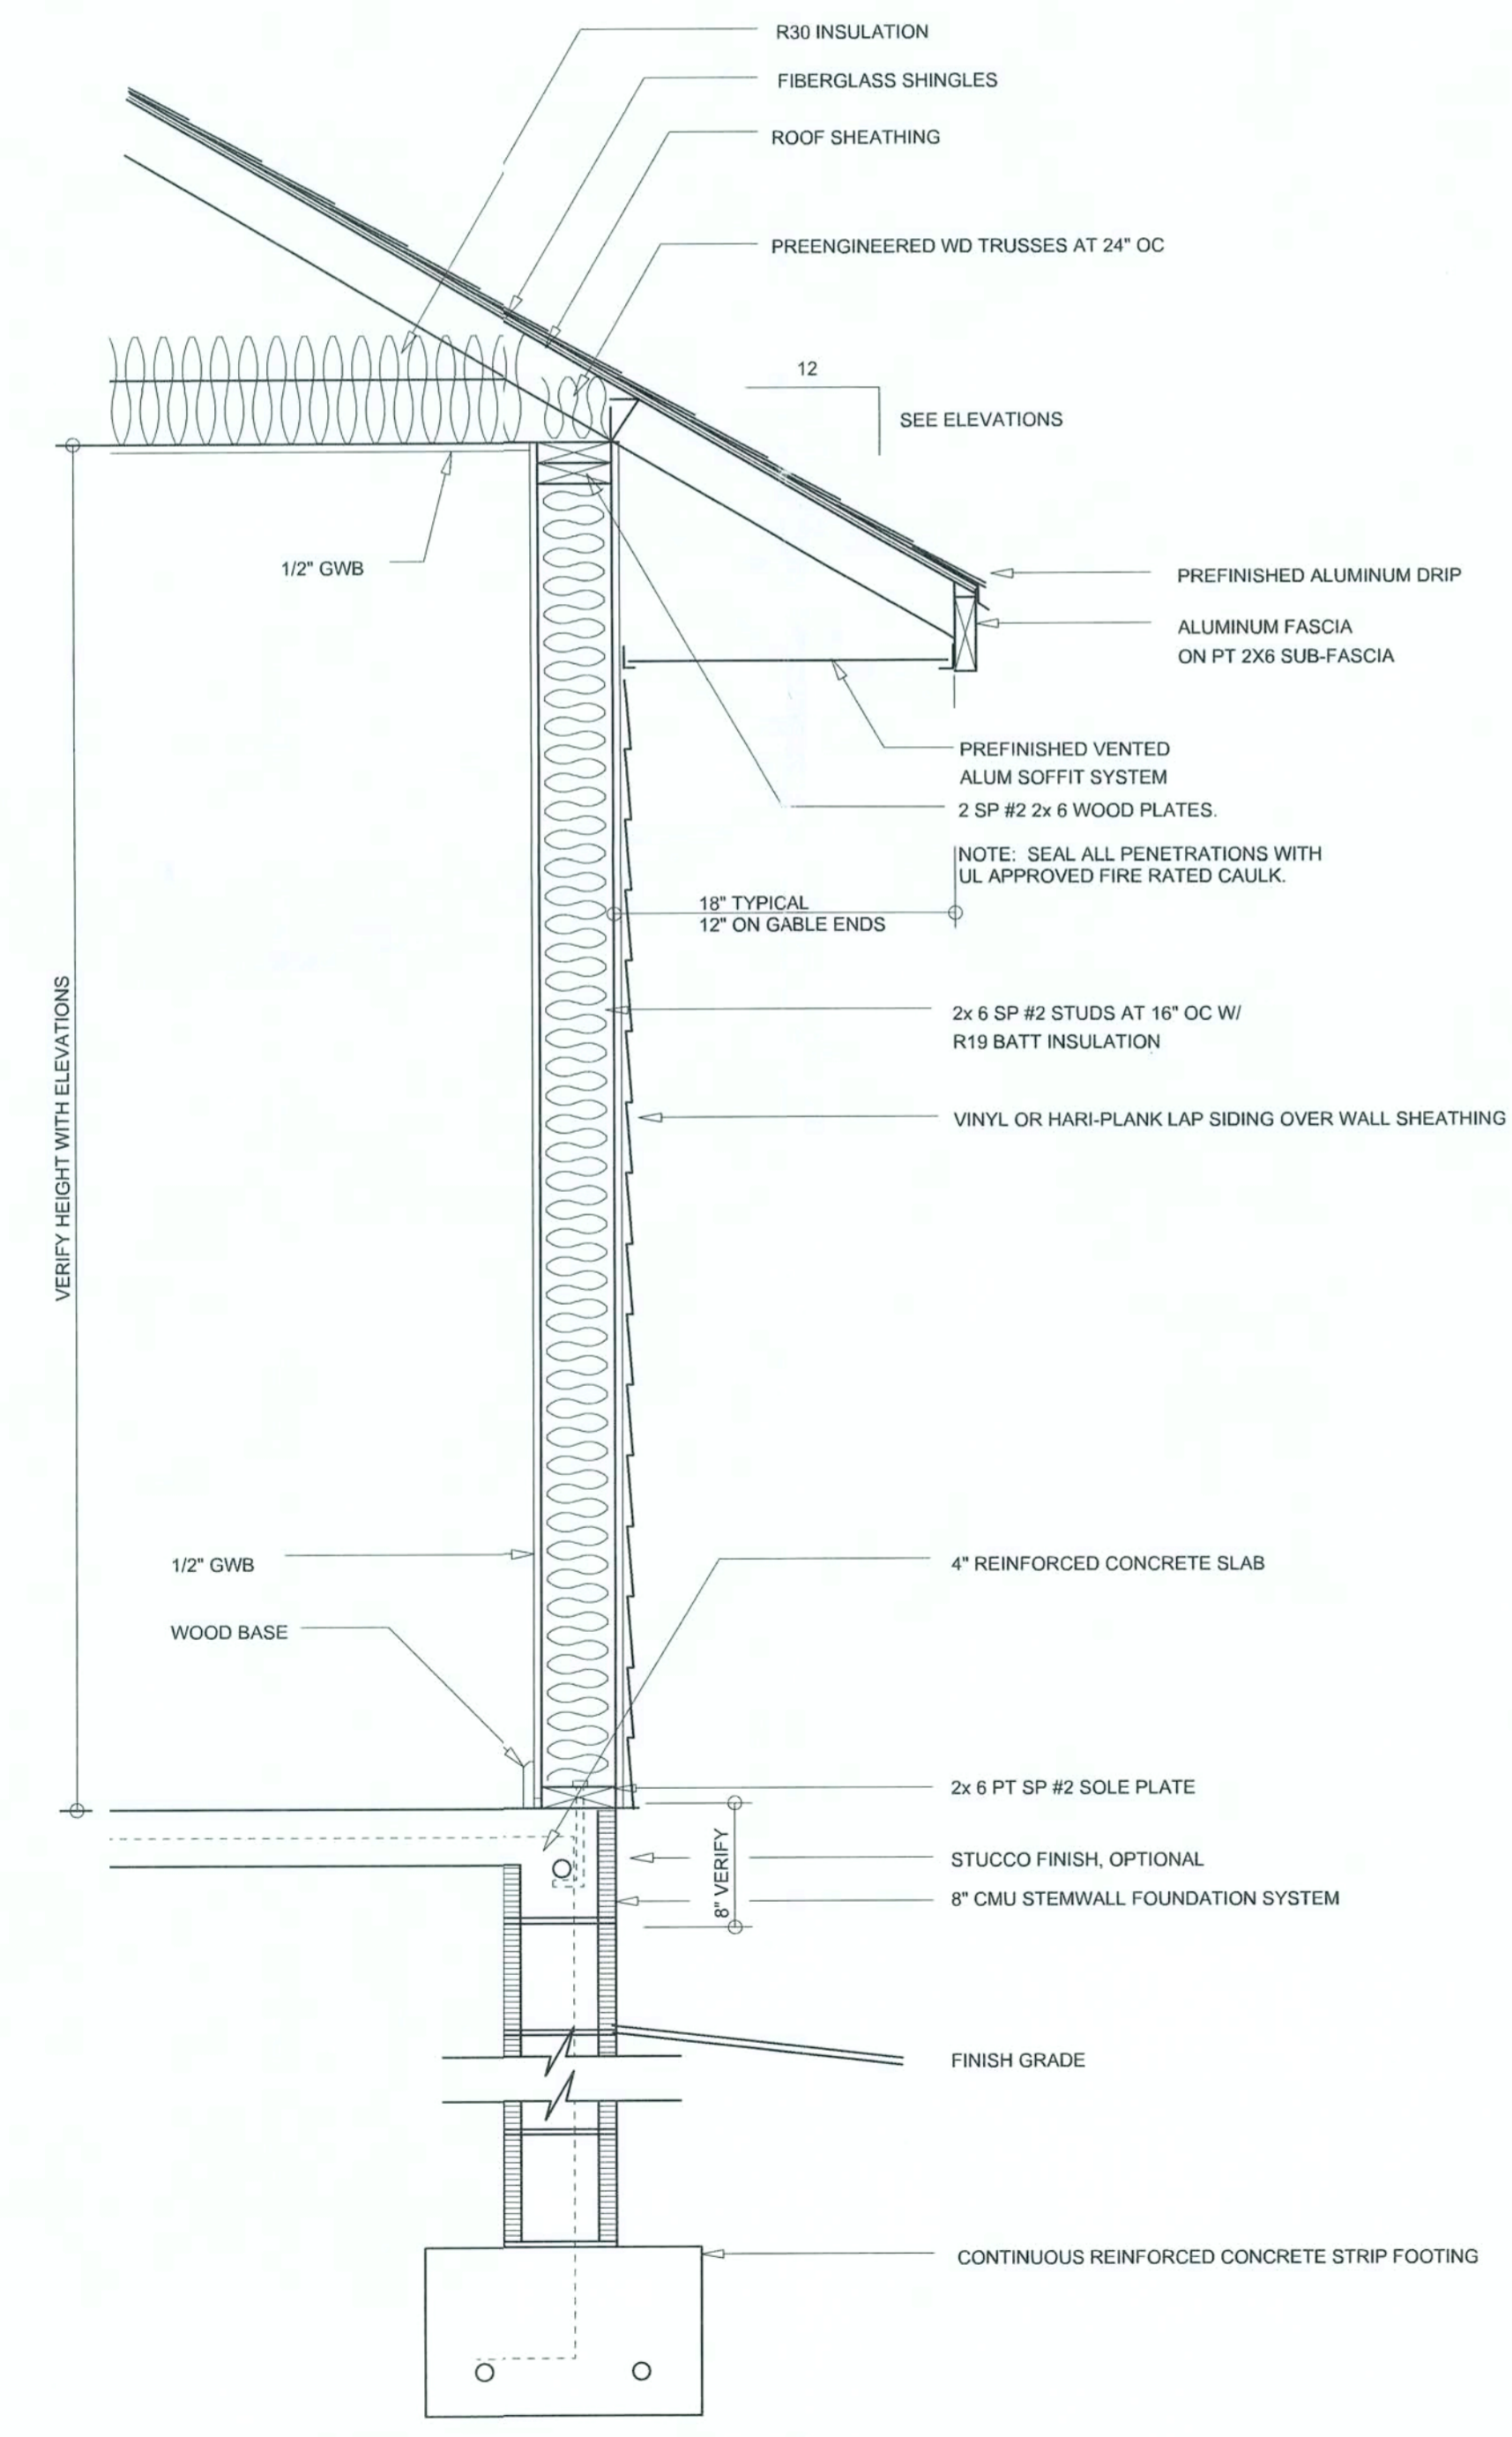 R30 INSULATION
FIBERGLASS SHINGLES
ROOF SHEATHING
PREENGINEERED WD TRUSSES AT 24" OC
12
SEE ELEVATIONS
1/2" GWB
PREFINISHED ALUMINUM DRIP
ALUMINUM FASCIA
ON PT 2X6 SUB-FASCIA
PREFINISHED VENTED
ALUM SOFFIT SYSTEM
2 SP #2 2x 6 WOOD PLATES.
NOTE: SEAL ALL PENETRATIONS WITH
UL APPROVED FIRE RATED CAULK.
18" TYPICAL
12" ON GABLE ENDS
VERIFY HEIGHT WITH ELEVATIONS
2x 6 SP #2 STUDS AT 16" OC W/
R19 BATT INSULATION
VINYL OR HARI-PLANK LAP SIDING OVER WALL SHEATHING
1/2" GWB
4" REINFORCED CONCRETE SLAB
WOOD BASE
2x 6 PT SP #2 SOLE PLATE
8" VERIFY
STUCCO FINISH, OPTIONAL
8" CMU STEMWALL FOUNDATION SYSTEM
FINISH GRADE
CONTINUOUS REINFORCED CONCRETE STRIP FOOTING